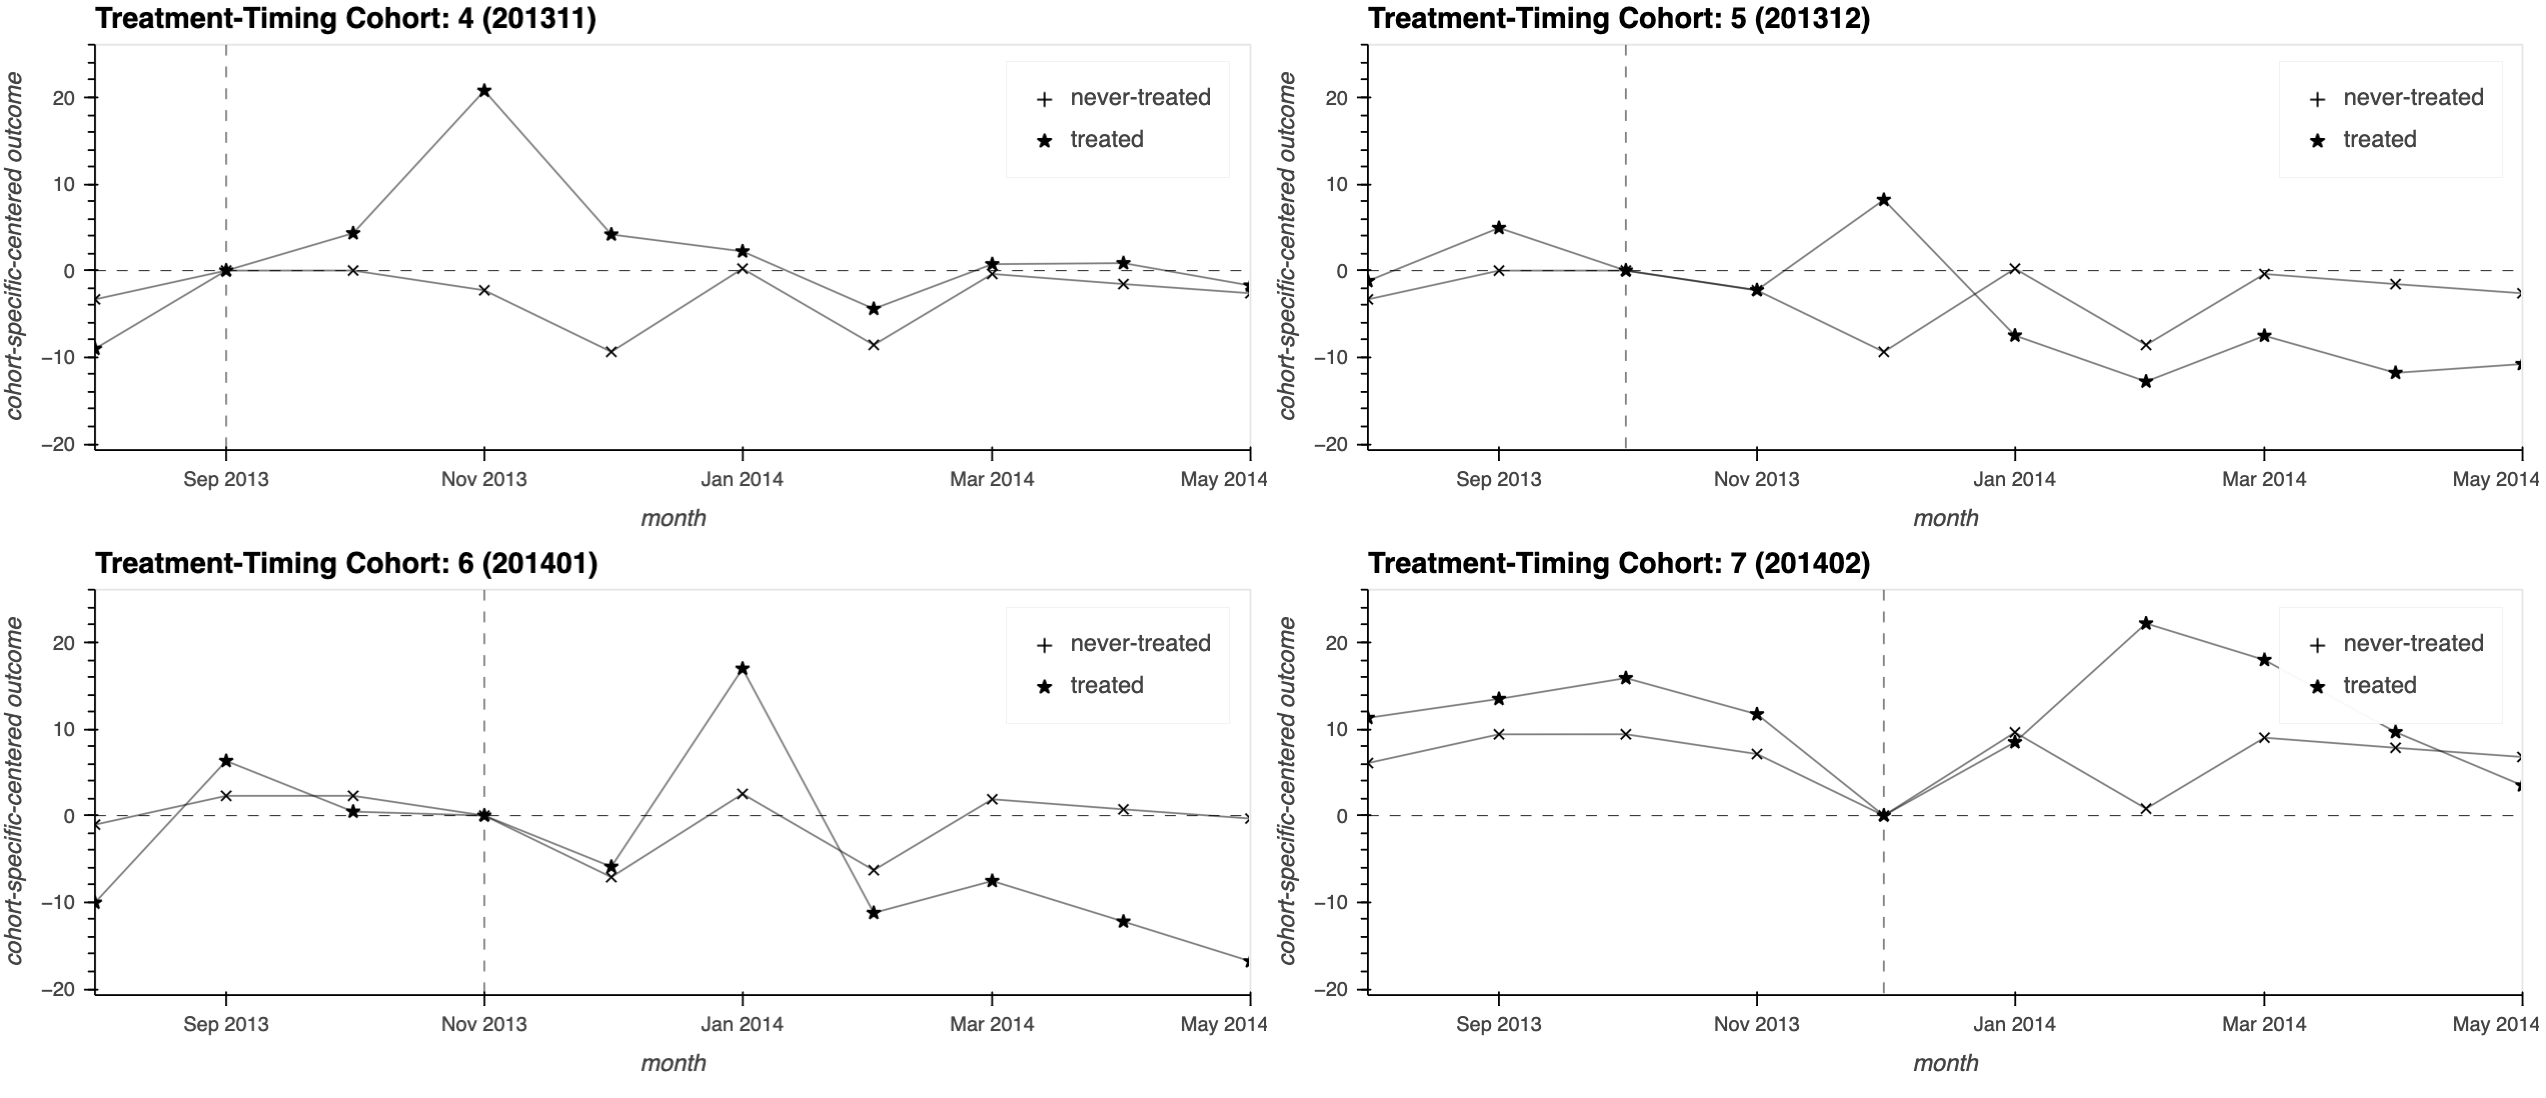 Treatment-Timing Cohort: 4 (201311)
cohort-specific-centered outcome
20
10
0
−10
−20
never-treated
treated
Sep 2013
Nov 2013
Jan 2014
Mar 2014
May 2014
month
Treatment-Timing Cohort: 5 (201312)
cohort-specific-centered outcome
20
10
0
−10
−20
never-treated
treated
Sep 2013
Nov 2013
Jan 2014
Mar 2014
May 2014
month
Treatment-Timing Cohort: 6 (201401)
cohort-specific-centered outcome
20
10
0
−10
−20
never-treated
treated
Sep 2013
Nov 2013
Jan 2014
Mar 2014
May 2014
month
Treatment-Timing Cohort: 7 (201402)
cohort-specific-centered outcome
20
10
0
−10
−20
never-treated
treated
Sep 2013
Nov 2013
Jan 2014
Mar 2014
May 2014
month